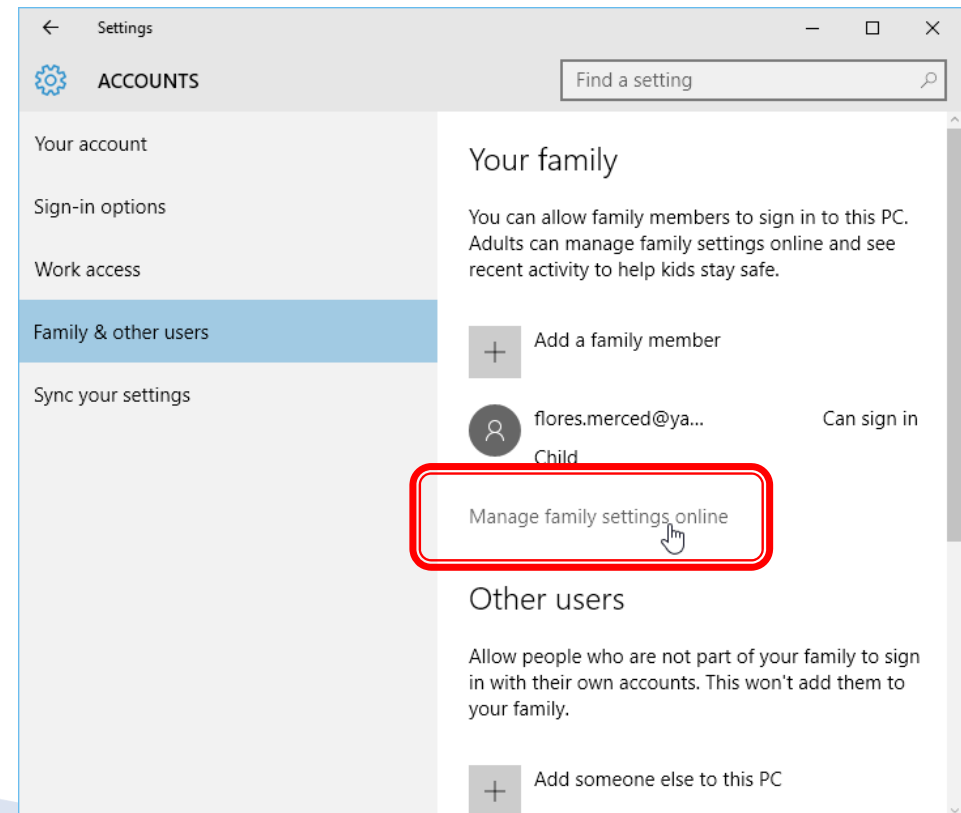 Settings
ACCOUNTS
Find a setting
Your account
Sign-in options
Work access
Family & other users
Sync your settings
Your family
You can allow family members to sign in to this PC.
Adults can manage family settings online and see
recent activity to help kids stay safe.
Add a family member
flores.merced@ya... Can sign in
Child
Manage family settings online
Other users
Allow people who are not part of your family to sign
in with their own accounts. This won't add them to
your family.
Add someone else to this PC